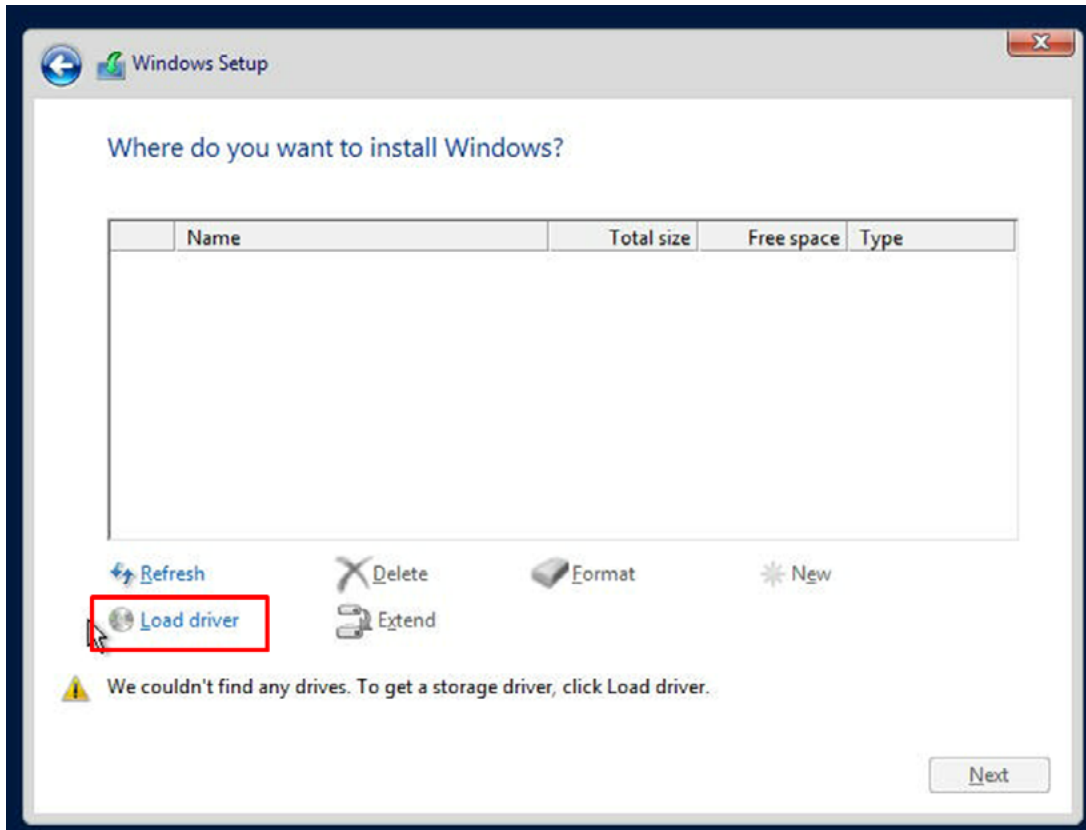 Windows Setup
Where do you want to install Windows?
Name Total size Free space Type
Refresh Delete Format New
Load driver Extend
We couldn't find any drives. To get a storage driver, click Load driver.
Next